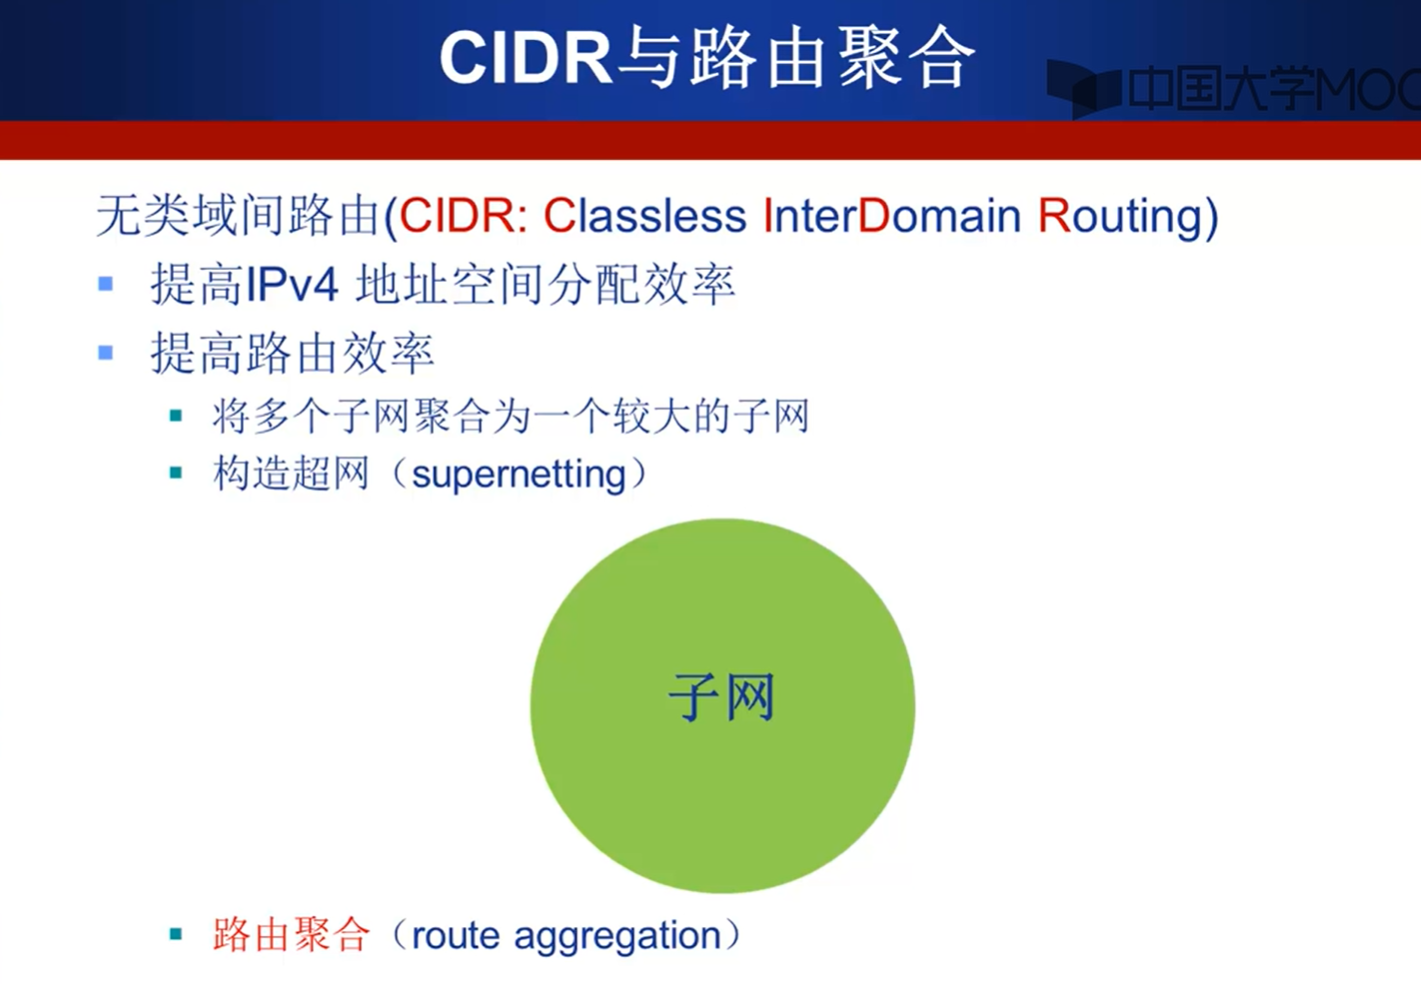 CIDR与路由聚合
中国大学MOO
无类域间路由(CIDR: Classless InterDomain Routing)
提高IPv4 地址空间分配效率
提高路由效率
将多个子网聚合为一个较大的子网
构造超网（supernetting）
子网
路由聚合（route aggregation）